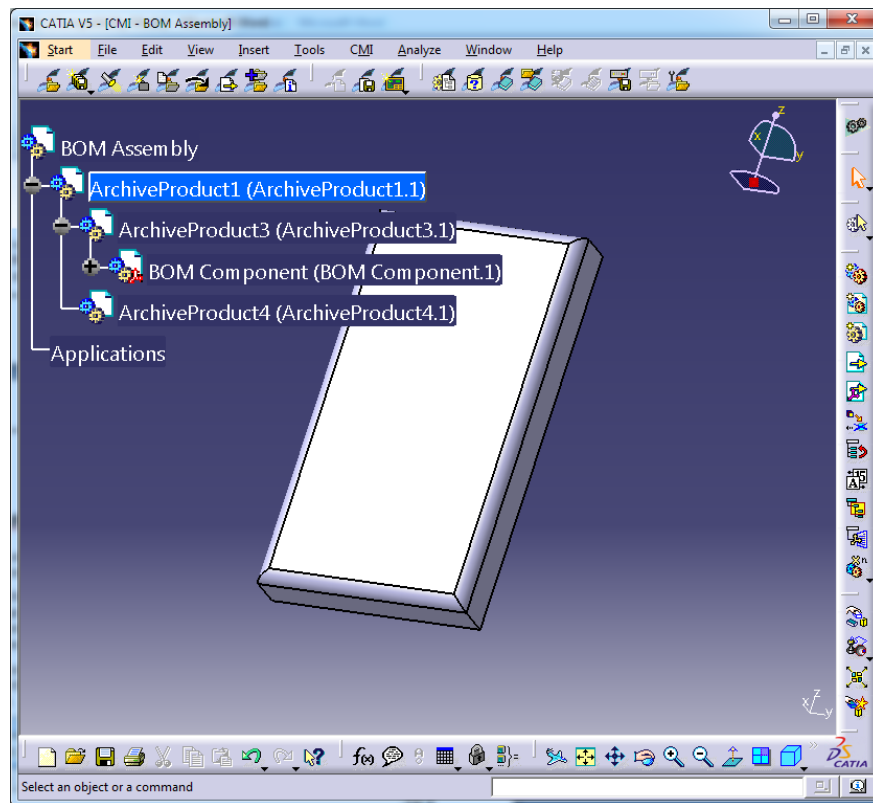 CATIA V5 - [CMI - BOM Assembly]
Start File Edit View Insert Tools CMI Analyze Window Help
z
x
y
BOM Assembly
ArchiveProduct1 (ArchiveProduct1.1)
ArchiveProduct3 (ArchiveProduct3.1)
BOM Component (BOM Component.1)
ArchiveProduct4 (ArchiveProduct4.1)
Applications
z
x
y
f(x)
CATIA
Select an object or a command